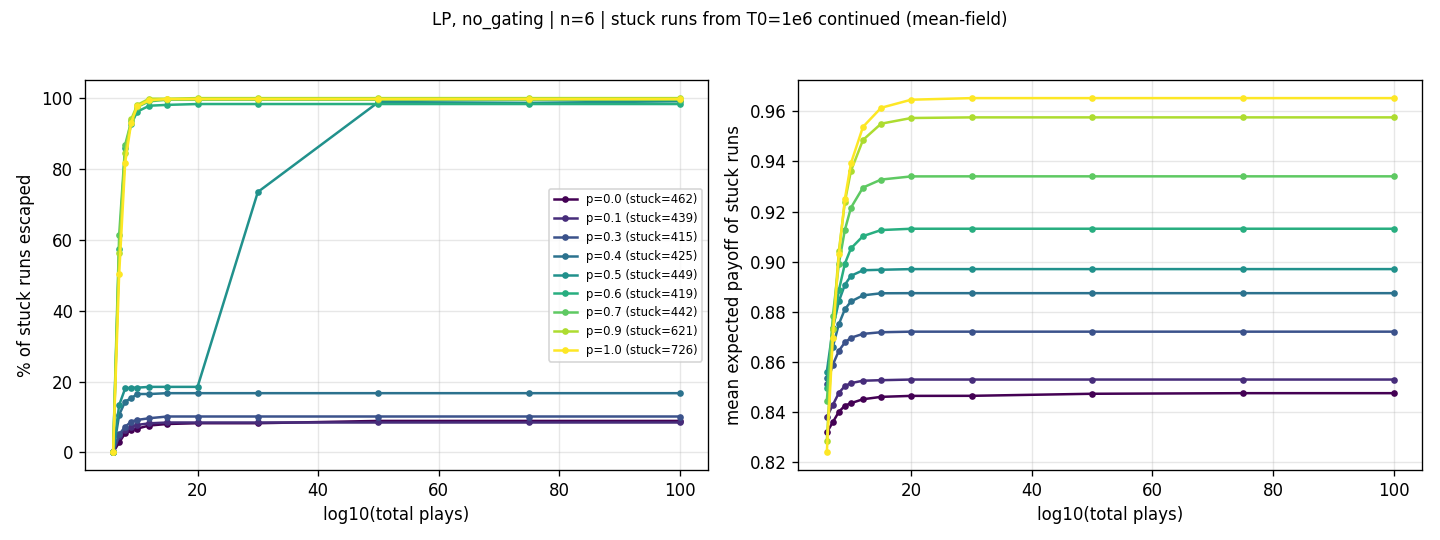 LP, no_gating | n=6 | stuck runs from T0=1e6 continued (mean-field)
% of stuck runs escaped
100
80
60
40
20
0
20
40
60
80
100
log10(total plays)
p=0.0 (stuck=462)
p=0.1 (stuck=439)
p=0.3 (stuck=415)
p=0.4 (stuck=425)
p=0.5 (stuck=449)
p=0.6 (stuck=419)
p=0.7 (stuck=442)
p=0.9 (stuck=621)
p=1.0 (stuck=726)
mean expected payoff of stuck runs
0.96
0.94
0.92
0.90
0.88
0.86
0.84
0.82
20
40
60
80
100
log10(total plays)